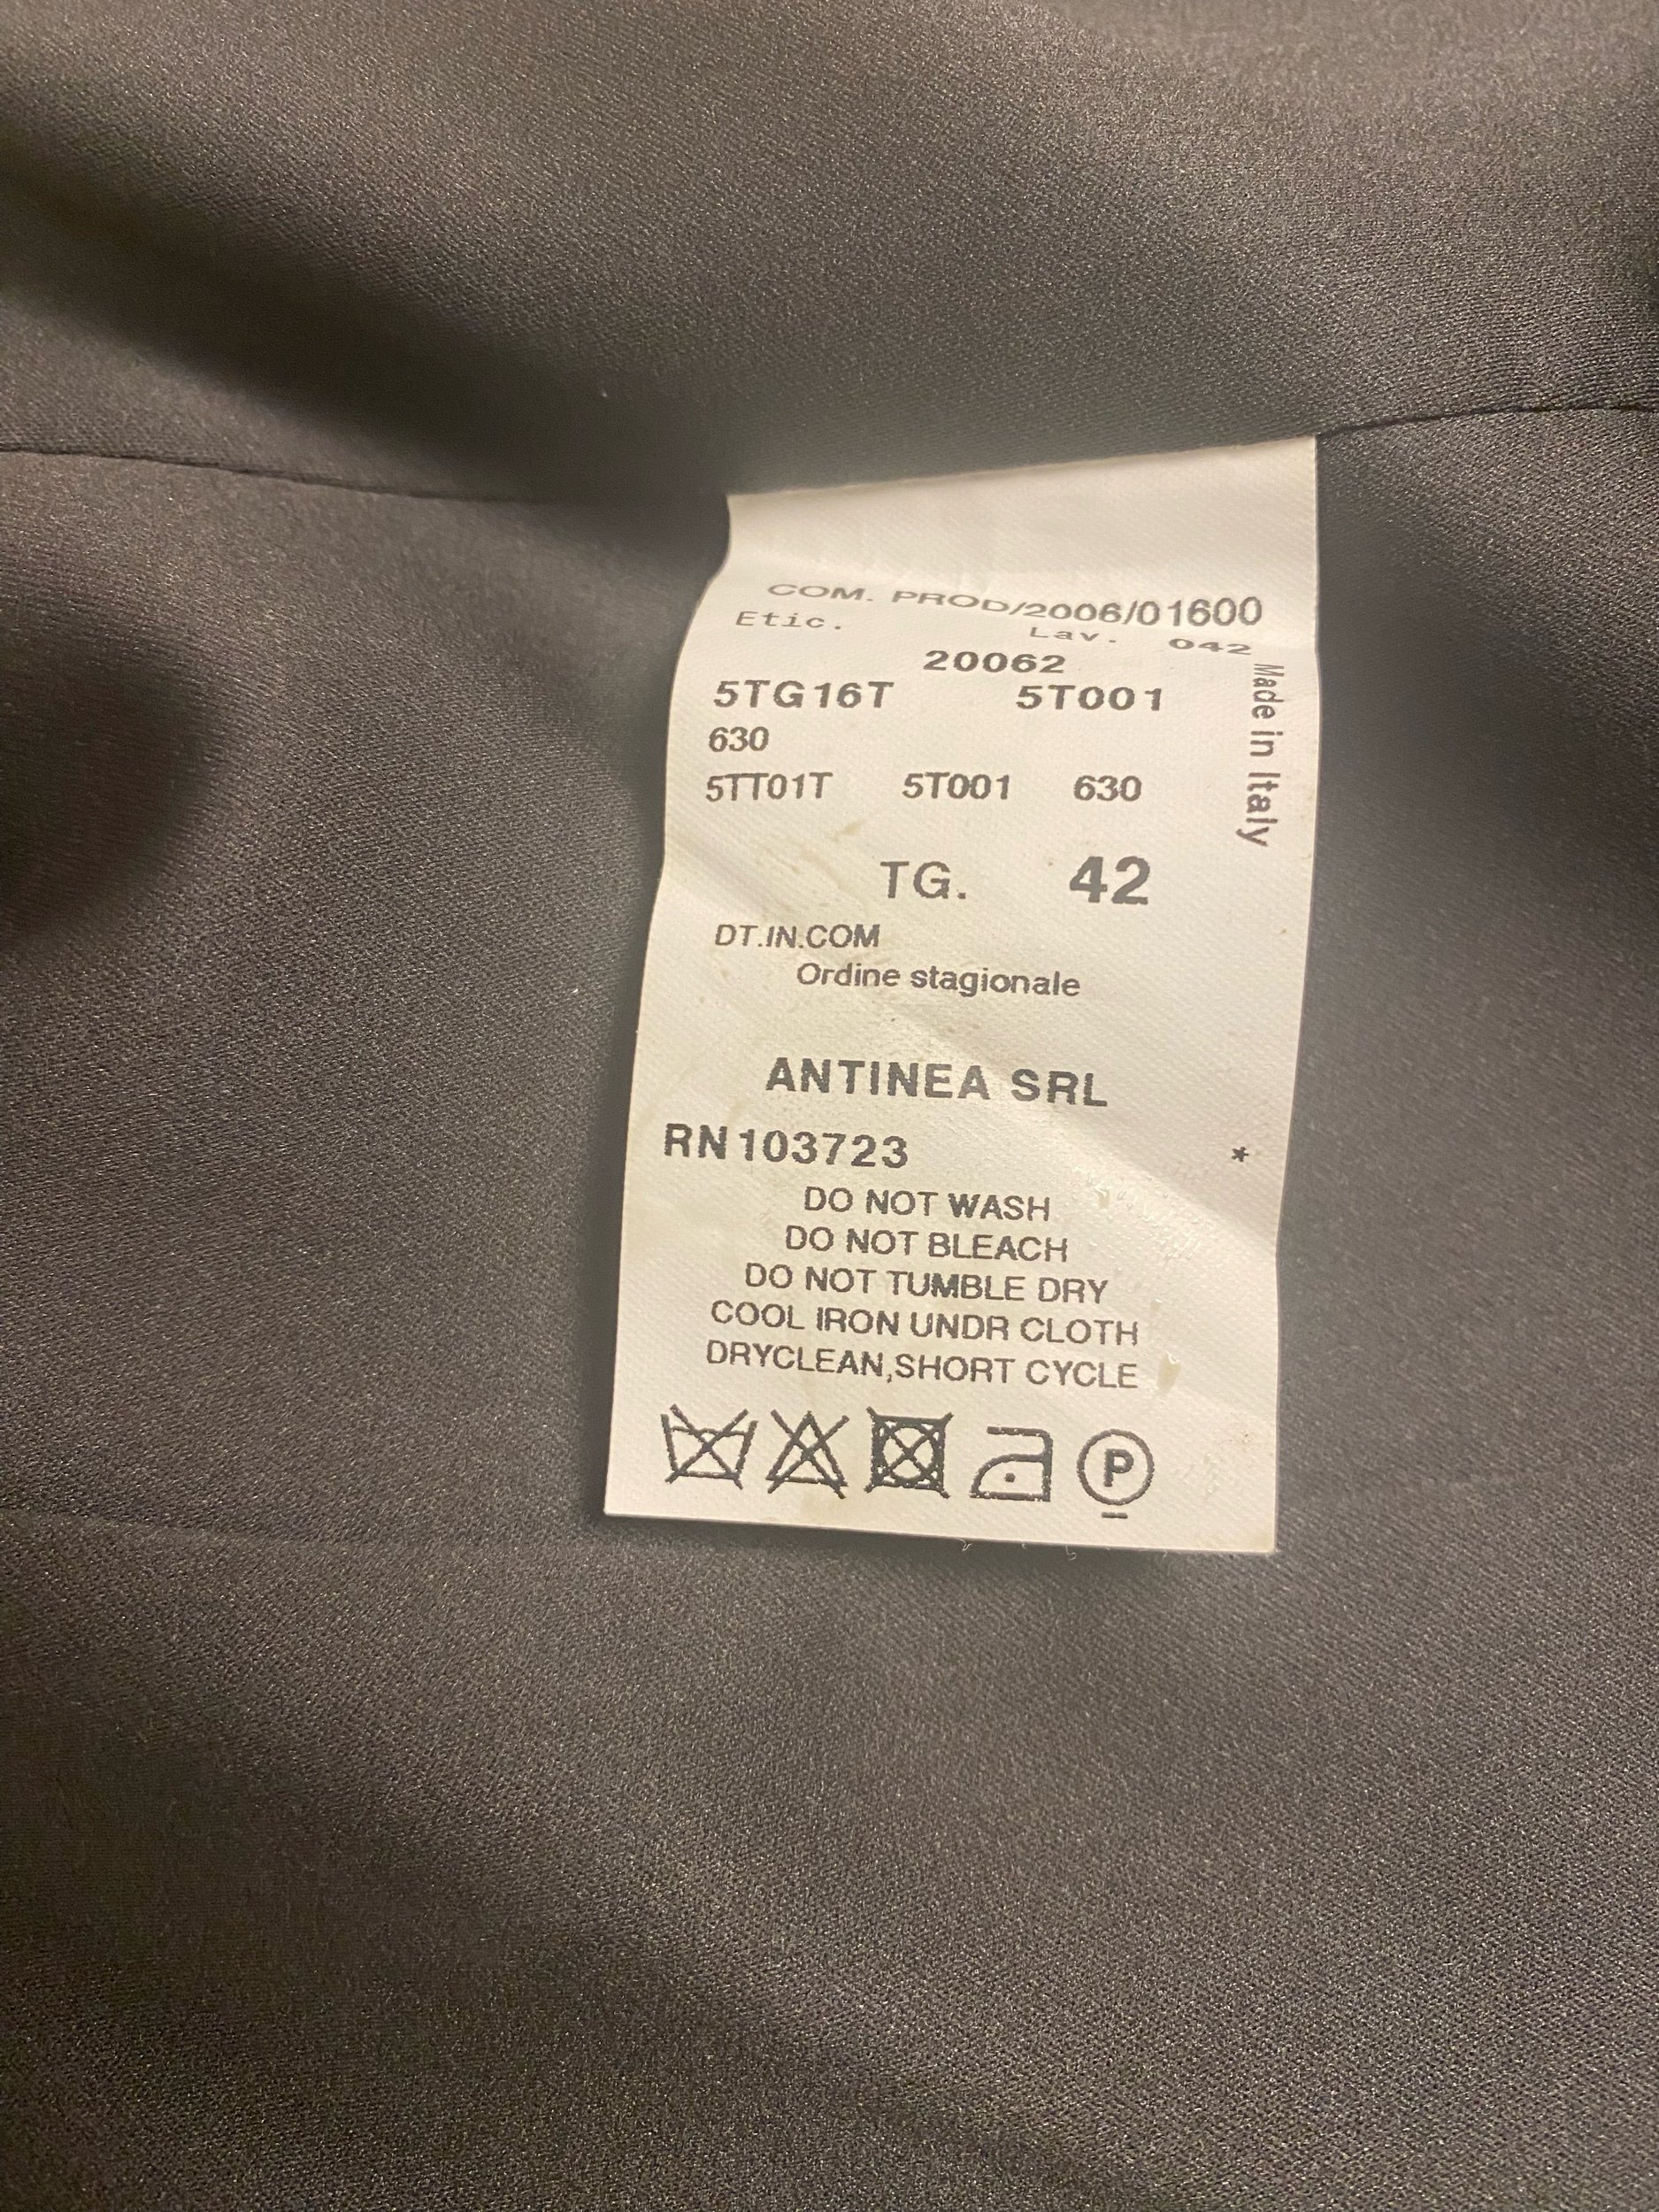 COM. PROD/2006/01600
Etic. Lav. 042
20062
5TG16T 5T001
630
5TT01T 5T001 630
Made in Italy
TG. 42
DT.IN.COM
Ordine stagionale
ANTINEA SRL
RN103723 *
DO NOT WASH
DO NOT BLEACH
DO NOT TUMBLE DRY
COOL IRON UNDR CLOTH
DRYCLEAN,SHORT CYCLE
P